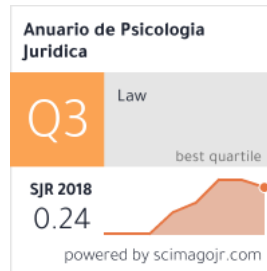 Anuario de Psicologia
Juridica
Q3
Law
best quartile
SJR 2018
0.24
powered by scimagojr.com